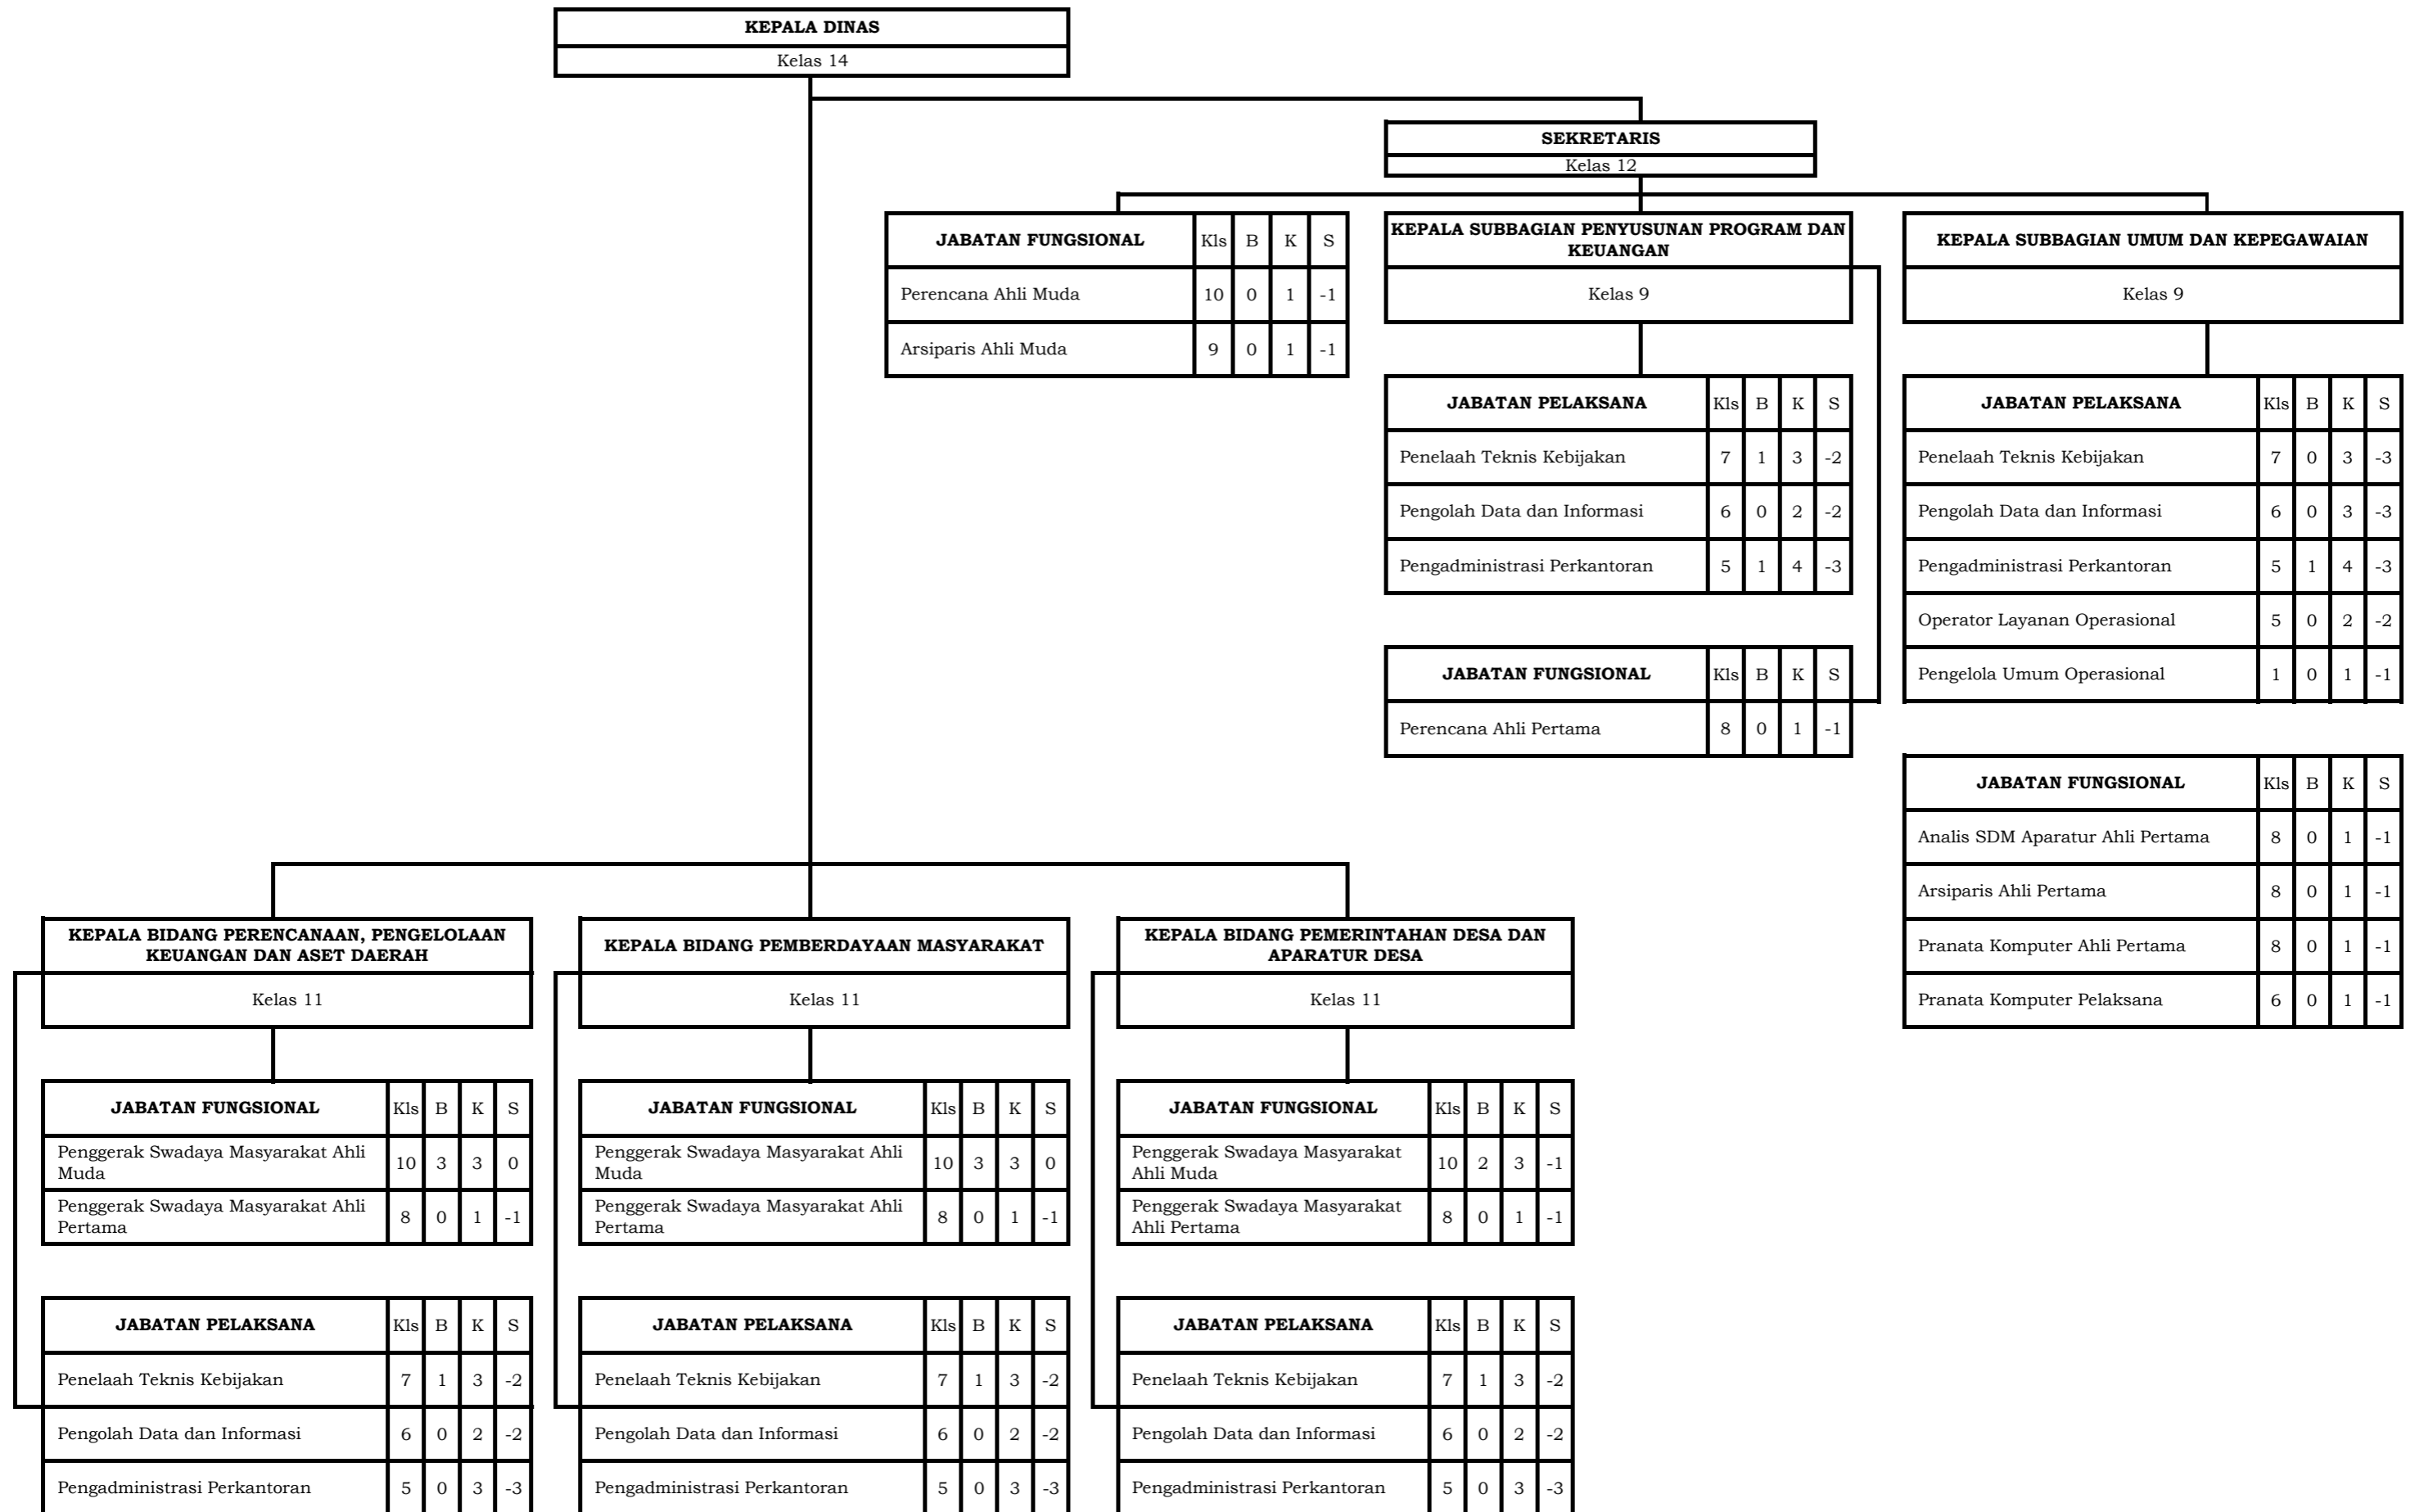 KEPALA DINAS
Kelas 14
SEKRETARIS
Kelas 12
JABATAN FUNGSIONAL Kls B K S
Perencana Ahli Muda 10 0 1 -1
Arsiparis Ahli Muda 9 0 1 -1
KEPALA SUBBAGIAN PENYUSUNAN PROGRAM DAN
KEUANGAN
Kelas 9
JABATAN PELAKSANA Kls B K S
Penelaah Teknis Kebijakan 7 1 3 -2
Pengolah Data dan Informasi 6 0 2 -2
Pengadministrasi Perkantoran 5 1 4 -3
JABATAN FUNGSIONAL Kls B K S
Perencana Ahli Pertama 8 0 1 -1
KEPALA SUBBAGIAN UMUM DAN KEPEGAWAIAN
Kelas 9
JABATAN PELAKSANA Kls B K S
Penelaah Teknis Kebijakan 7 0 3 -3
Pengolah Data dan Informasi 6 0 3 -3
Pengadministrasi Perkantoran 5 1 4 -3
Operator Layanan Operasional 5 0 2 -2
Pengelola Umum Operasional 1 0 1 -1
JABATAN FUNGSIONAL Kls B K S
Analis SDM Aparatur Ahli Pertama 8 0 1 -1
Arsiparis Ahli Pertama 8 0 1 -1
Pranata Komputer Ahli Pertama 8 0 1 -1
Pranata Komputer Pelaksana 6 0 1 -1
KEPALA BIDANG PERENCANAAN, PENGELOLAAN
KEUANGAN DAN ASET DAERAH
Kelas 11
JABATAN FUNGSIONAL Kls B K S
Penggerak Swadaya Masyarakat Ahli
Muda 10 3 3 0
Penggerak Swadaya Masyarakat Ahli
Pertama 8 0 1 -1
JABATAN PELAKSANA Kls B K S
Penelaah Teknis Kebijakan 7 1 3 -2
Pengolah Data dan Informasi 6 0 2 -2
Pengadministrasi Perkantoran 5 0 3 -3
KEPALA BIDANG PEMBERDAYAAN MASYARAKAT
Kelas 11
JABATAN FUNGSIONAL Kls B K S
Penggerak Swadaya Masyarakat Ahli
Muda 10 3 3 0
Penggerak Swadaya Masyarakat Ahli
Pertama 8 0 1 -1
JABATAN PELAKSANA Kls B K S
Penelaah Teknis Kebijakan 7 1 3 -2
Pengolah Data dan Informasi 6 0 2 -2
Pengadministrasi Perkantoran 5 0 3 -3
KEPALA BIDANG PEMERINTAHAN DESA DAN
APARATUR DESA
Kelas 11
JABATAN FUNGSIONAL Kls B K S
Penggerak Swadaya Masyarakat
Ahli Muda 10 2 3 -1
Penggerak Swadaya Masyarakat
Ahli Pertama 8 0 1 -1
JABATAN PELAKSANA Kls B K S
Penelaah Teknis Kebijakan 7 1 3 -2
Pengolah Data dan Informasi 6 0 2 -2
Pengadministrasi Perkantoran 5 0 3 -3